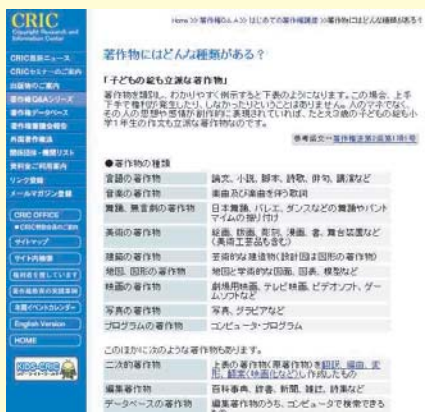 CRIC
Copyright Research and
Information Center
Home >> 著作権Q&A >> はじめての著作権講座 >>著作物にはどんな種類がある?
CRIC最新ニュース
CRICセミナーのご案内
出版物のご案内
著作権Q&Aシリーズ
著作権データベース
著作権審議会報告
外国著作権法
関係団体・機関リスト
資料室ご利用案内
リンク登録
メールマガジン登録
CRIC OFFICE
サイトマップ
サイト内検索
English Version
HOME
KIDS-CRIC
著作物にはどんな種類がある?
「子どもの絵も立派な著作物」
著作物を類別し、わかりやすく例示すると下表のようになります。この場合、上手
下手で権利が発生したり、しなかったりということはありません。人のマネでなく、
その人の思想や感情が創作的に表現されていれば、たとえ3歳の子どもの絵も小
学1年生の作文も立派な著作物なのです。
参考条文…著作権法第2条第1項1号
●著作物の種類
言語の著作物 論文、小説、脚本、詩歌、俳句、講演など
音楽の著作物 楽曲及び楽曲を伴う歌詞
舞踊、無言劇の著作物 日本舞踊、バレエ、ダンスなどの舞踊やパント
マイムの振り付け
美術の著作物 絵画、版画、彫刻、漫画、書、舞台装置など
(美術工芸品も含む)
建築の著作物 芸術的な建造物(設計図は図形の著作物)
地図、図形の著作物 地図と学術的な図面、図表、模型など
映画の著作物 劇場用映画、テレビ映画、ビデオソフト、ゲー
ムソフトなど
写真の著作物 写真、グラビアなど
プログラムの著作物 コンピュータ・プログラム
このほかに次のような著作物もあります。
二次的著作物 上表の著作物(原著作物)を翻訳、編曲、変
形、翻案(映画化など)し作成したもの
編集著作物 百科事典、辞書、新聞、雑誌、詩集など
データベースの著作物 編集著作物のうち、コンピュータで検索できる
もの